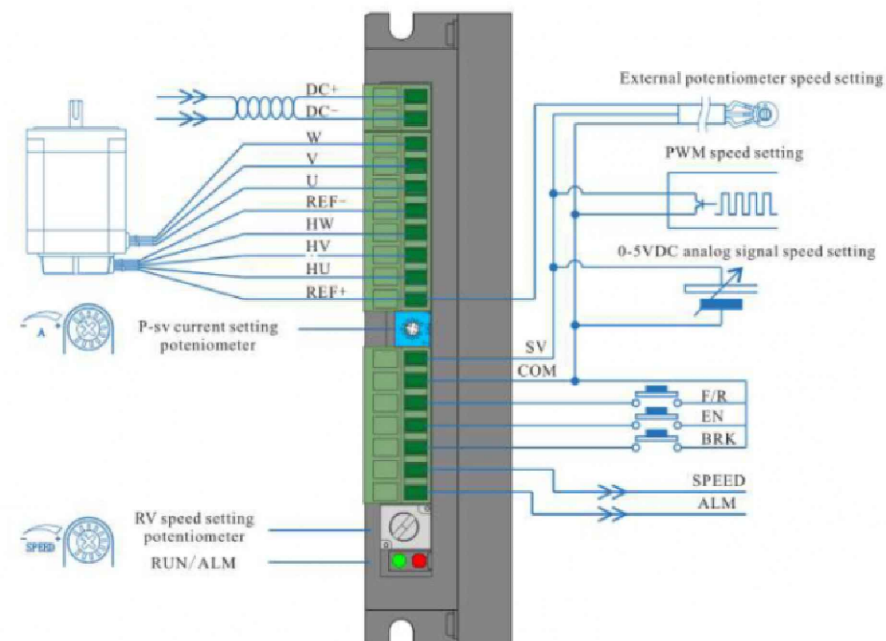 DC+
DC-
W
V
U
REF-
HW
HV
HU
REF+
A
P-sv current setting
poteniometer
SPEED
RV speed setting
potentiometer
RUN/ALM
External potentiometer speed setting
PWM speed setting
0-5VDC analog signal speed setting
SV
COM
F/R
EN
BRK
SPEED
ALM